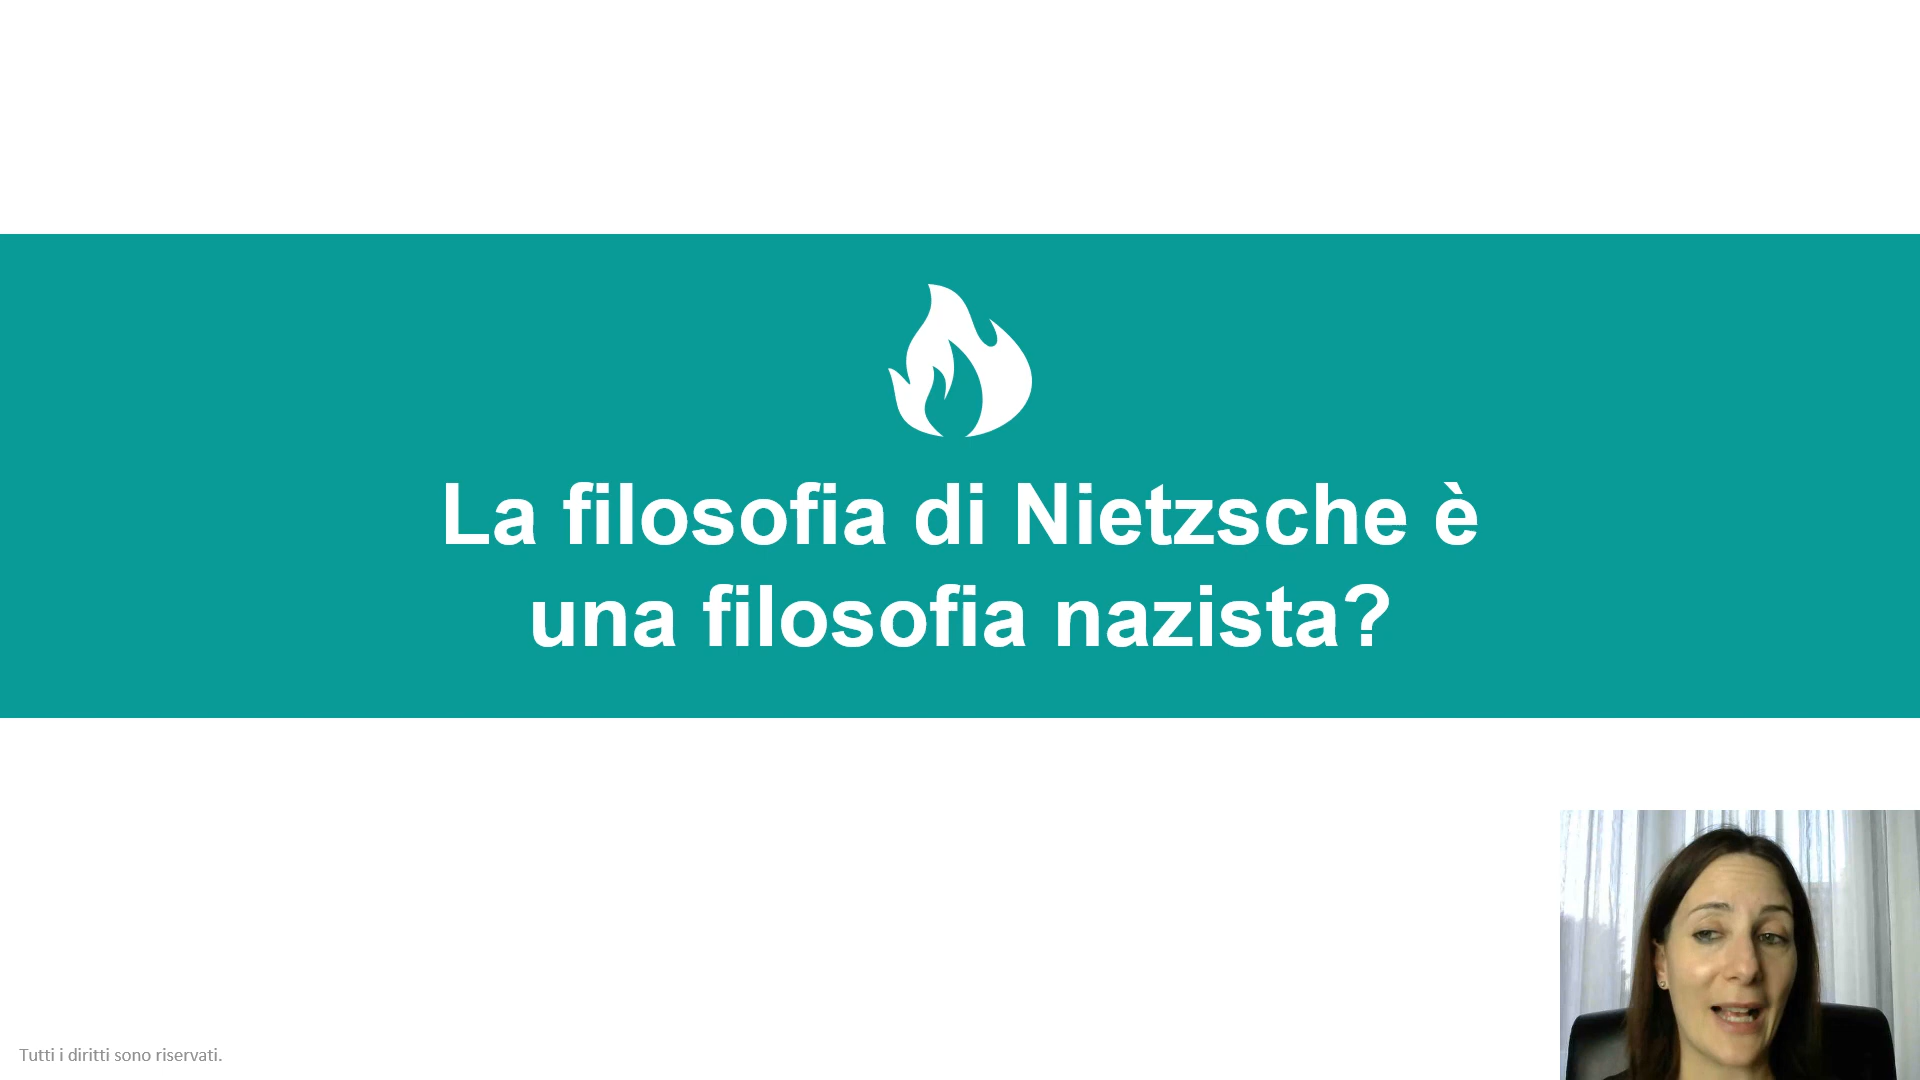 La filosofia di Nietzsche è
una filosofia nazista?
Tutti i diritti sono riservati.